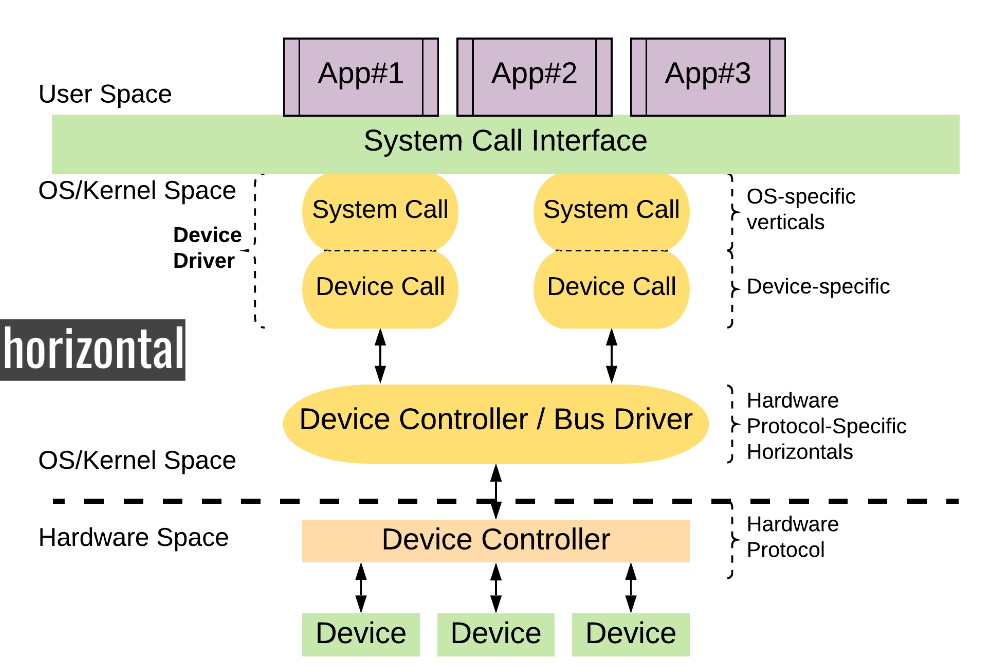 App#1 App#2 App#3
User Space
System Call Interface
OS/Kernel Space
System Call System Call
OS-specific
verticals
Device
Driver
Device Call Device Call
Device-specific
horizontal
Device Controller / Bus Driver
Hardware
Protocol-Specific
Horizontals
OS/Kernel Space
Hardware Space
Device Controller
Hardware
Protocol
Device Device Device